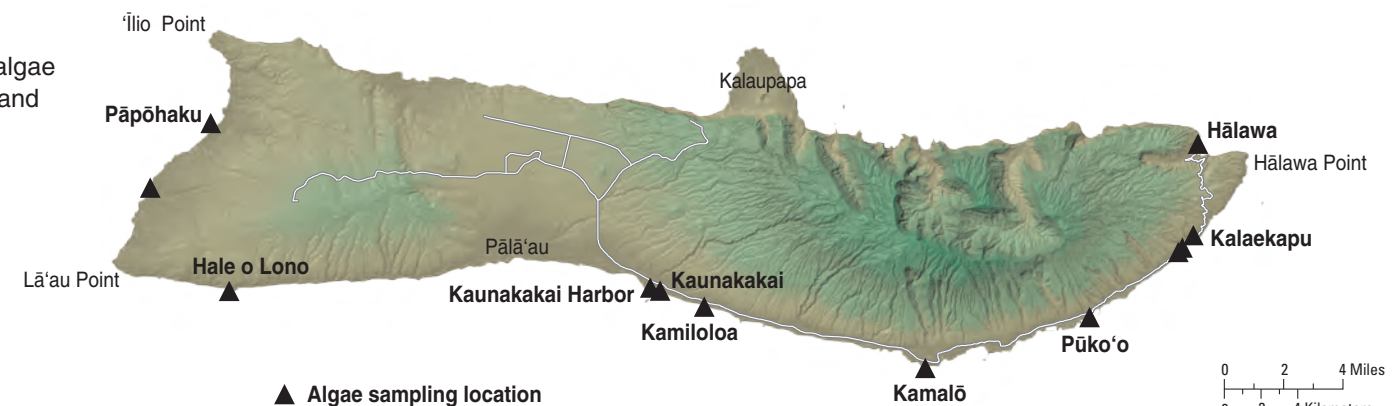 ʻĪlio Point
algae
and
Kalaupapa
Pāpōhaku
Hālawa
Hālawa Point
Kalaekapu
Pālāʻau
Lāʻau Point
Hale o Lono
Kaunakakai Harbor
Kaunakakai
Kamiloloa
Pūkoʻo
Kamalō
0 2 4 Miles
▲ Algae sampling location